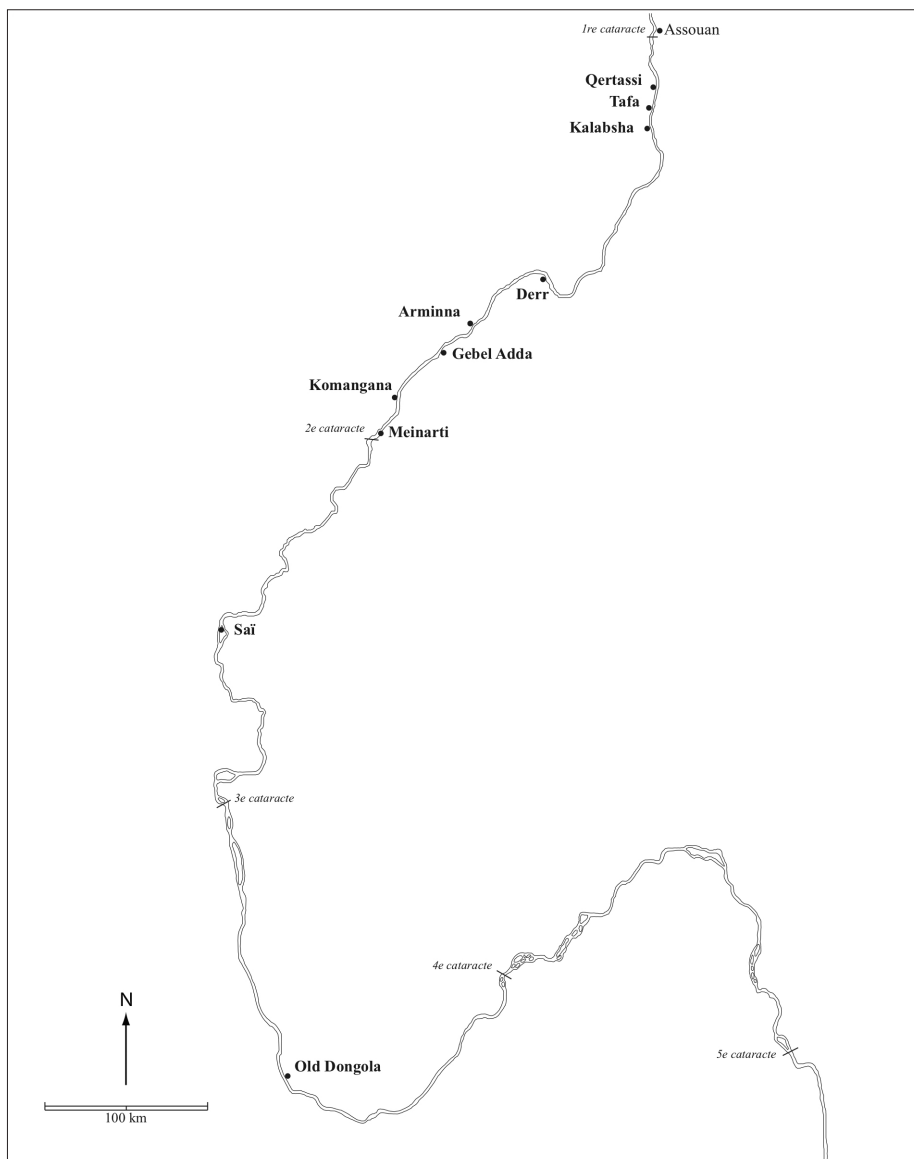 1re cataracte
Assouan
Qertassi
Tafa
Kalabsha
Derr
Arminna
Gebel Adda
Komangana
2e cataracte
Meinarti
Saï
3e cataracte
4e cataracte
N
5e cataracte
Old Dongola
100 km